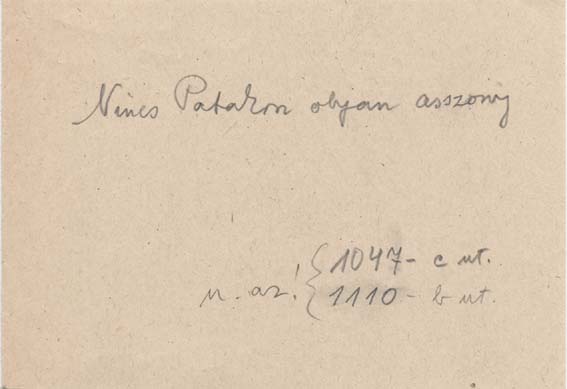 Nincs Patakon olyan asszony
1047 - c ut.
u. az! { 1110 - b ut.